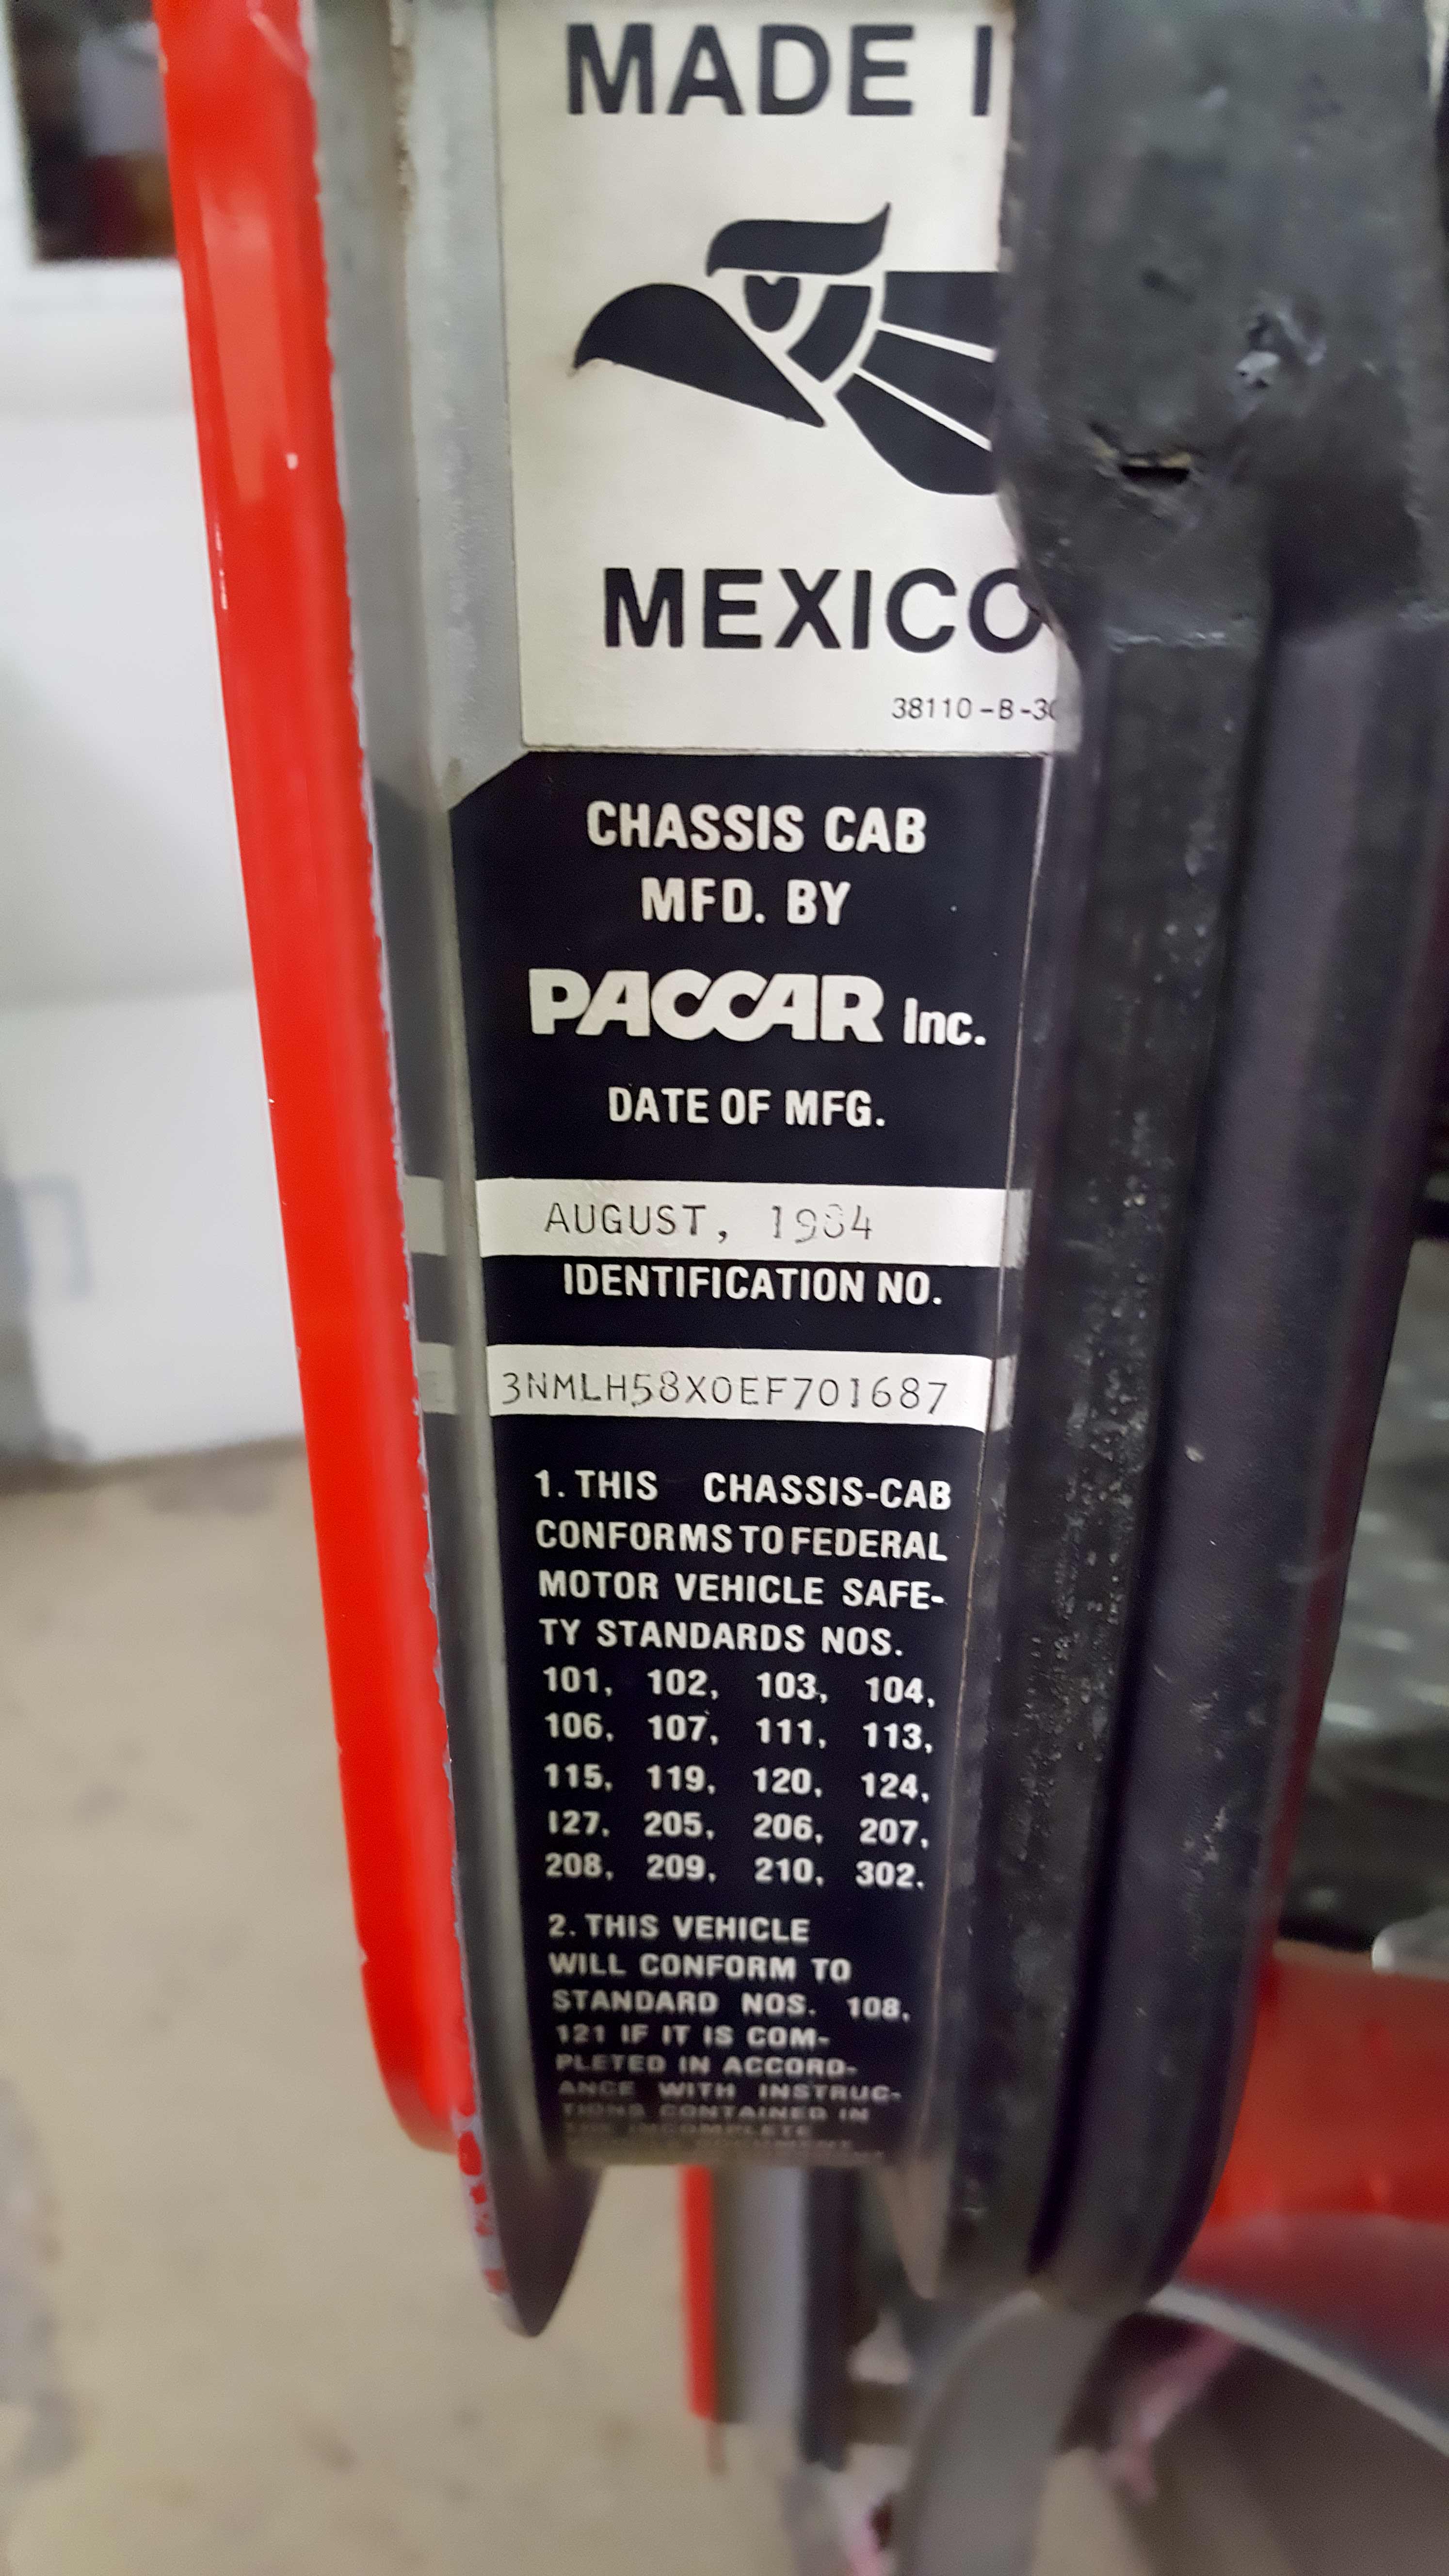 MADE I
MEXICO
38110-B-30
CHASSIS CAB
MFD. BY
PACCAR Inc.
DATE OF MFG.
AUGUST, 1984
IDENTIFICATION NO.
3NMLH58X0EF701687
1. THIS CHASSIS-CAB
CONFORMS TO FEDERAL
MOTOR VEHICLE SAFE-
TY STANDARDS NOS.
101, 102, 103, 104,
106, 107, 111, 113,
115, 119, 120, 124,
127, 205, 206, 207,
208, 209, 210, 302.
2. THIS VEHICLE
WILL CONFORM TO
STANDARD NOS. 108,
121 IF IT IS COM-
PLETED IN ACCORD-
ANCE WITH INSTRUC-
TIONS CONTAINED IN
THE INCOMPLETE